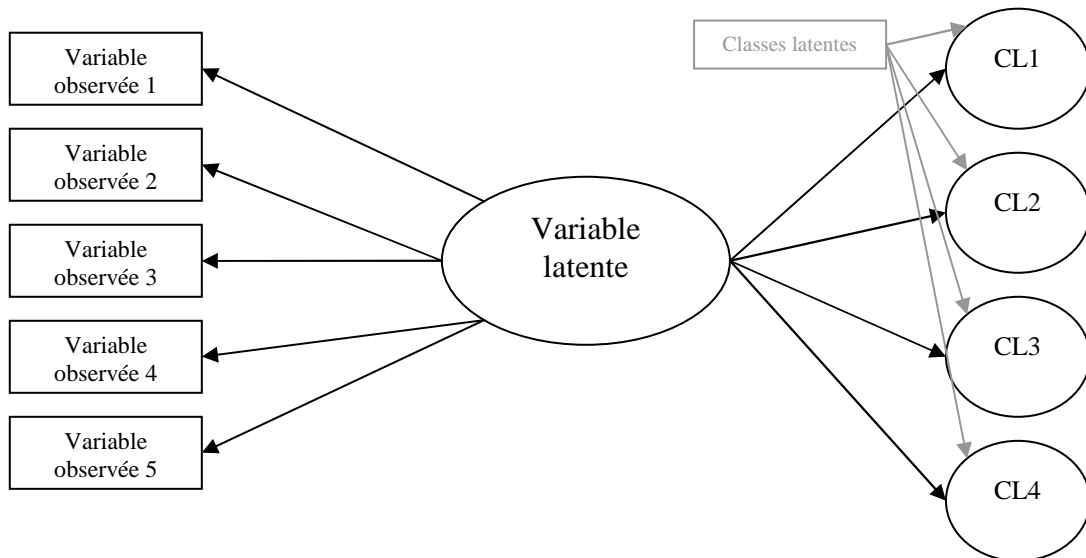 Variable
observée 1
Variable
observée 2
Variable
observée 3
Variable
observée 4
Variable
observée 5
Variable
latente
Classes latentes
CL1
CL2
CL3
CL4